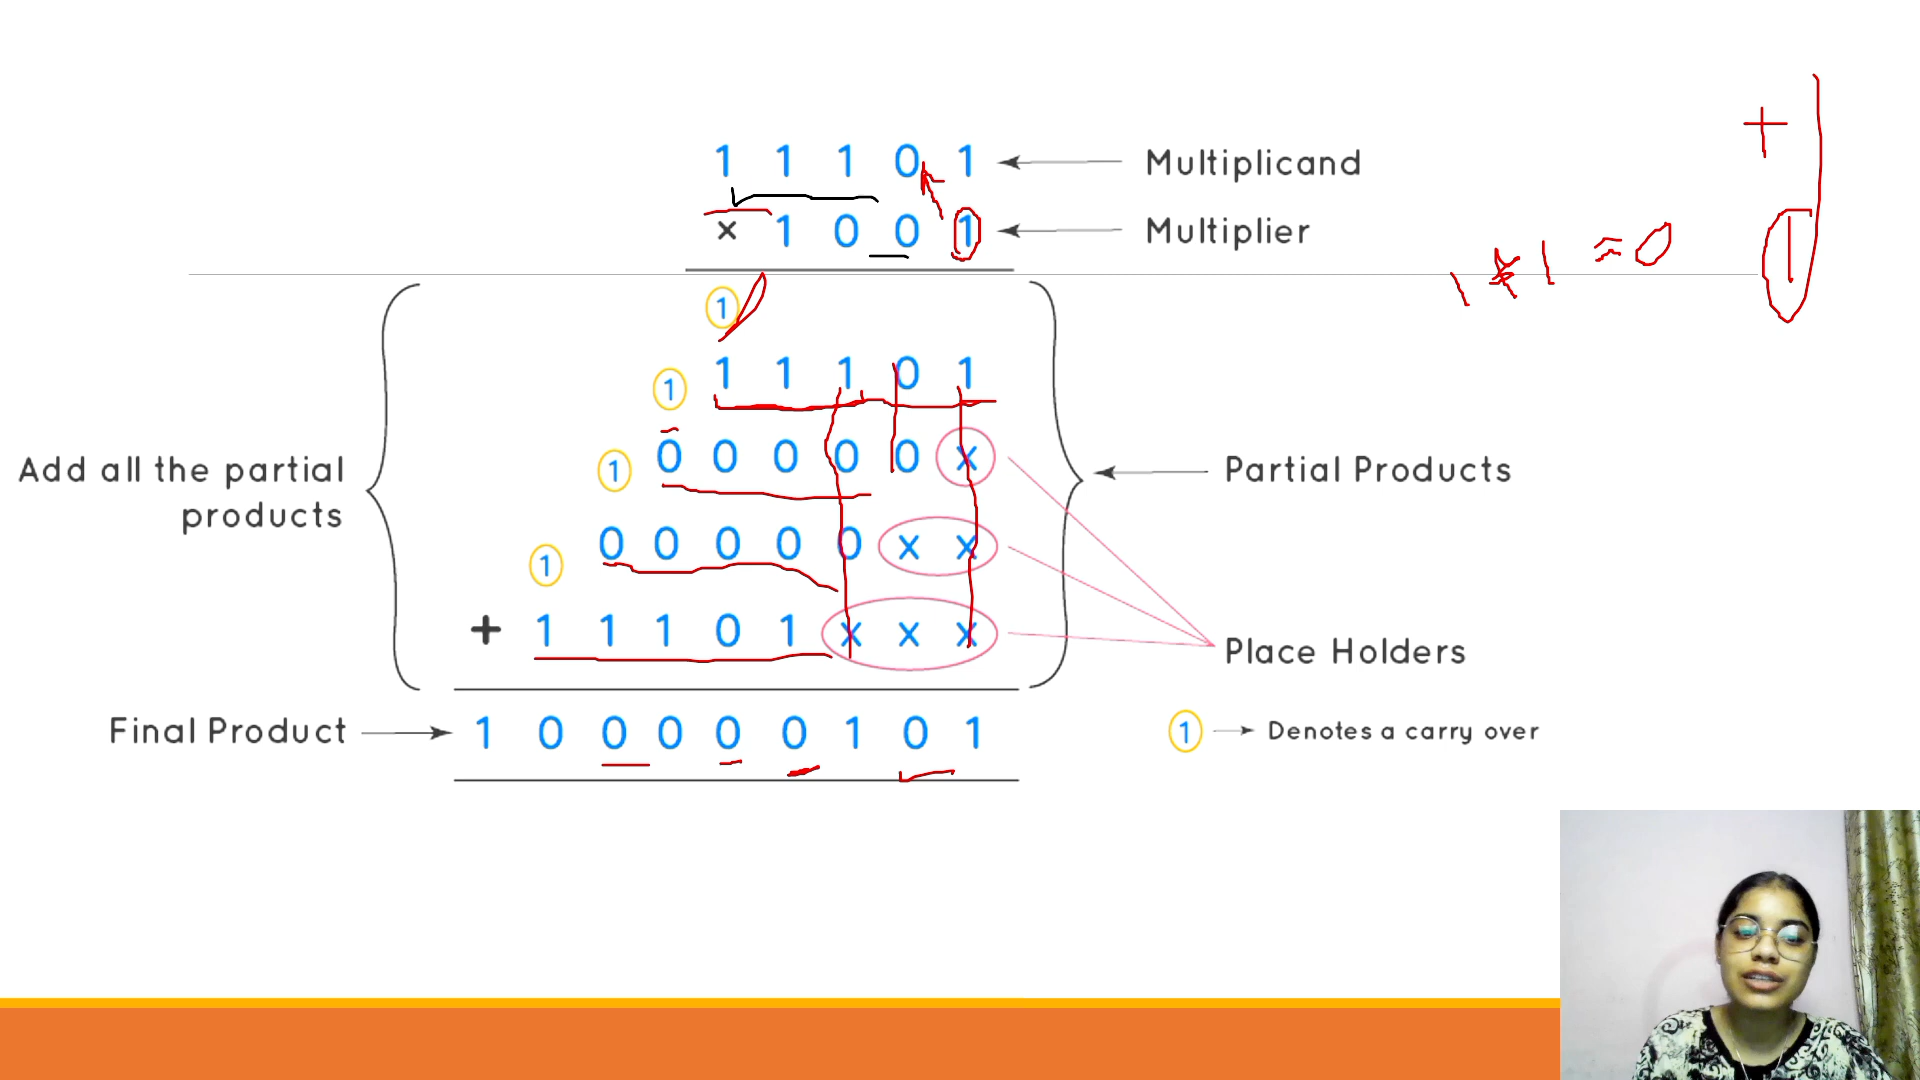 1 1 1 0 1 Multiplicand
× 1 0 0 1 Multiplier
+
1 * 1 ≈ 0
1
1
1 1 1 1 0 1
1 0 0 0 0 0 x
Add all the partial products
Partial Products
1 0 0 0 0 0 x x
1
+ 1 1 1 0 1 x x x
Place Holders
Final Product 1 0 0 0 0 0 1 0 1
1 Denotes a carry over